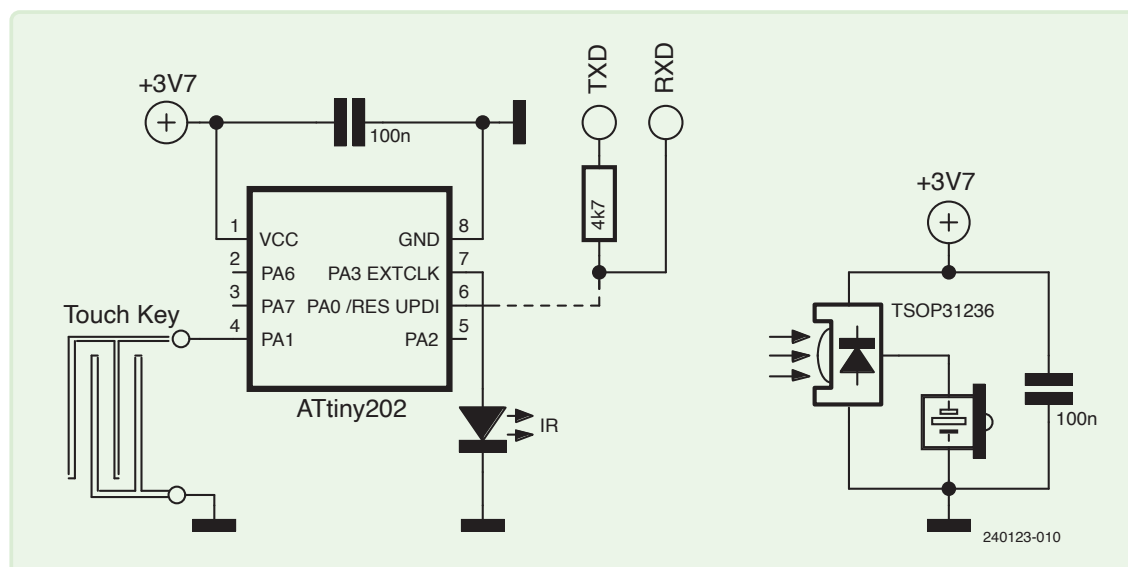 TXD
RXD
+3V7
100n
4k7
+3V7
1
VCC
GND
8
2
PA6
PA3 EXTCLK
7
3
PA7
PA0 /RES UPDI
6
4
PA1
PA2
5
Touch Key
ATtiny202
IR
TSOP31236
100n
240123-010